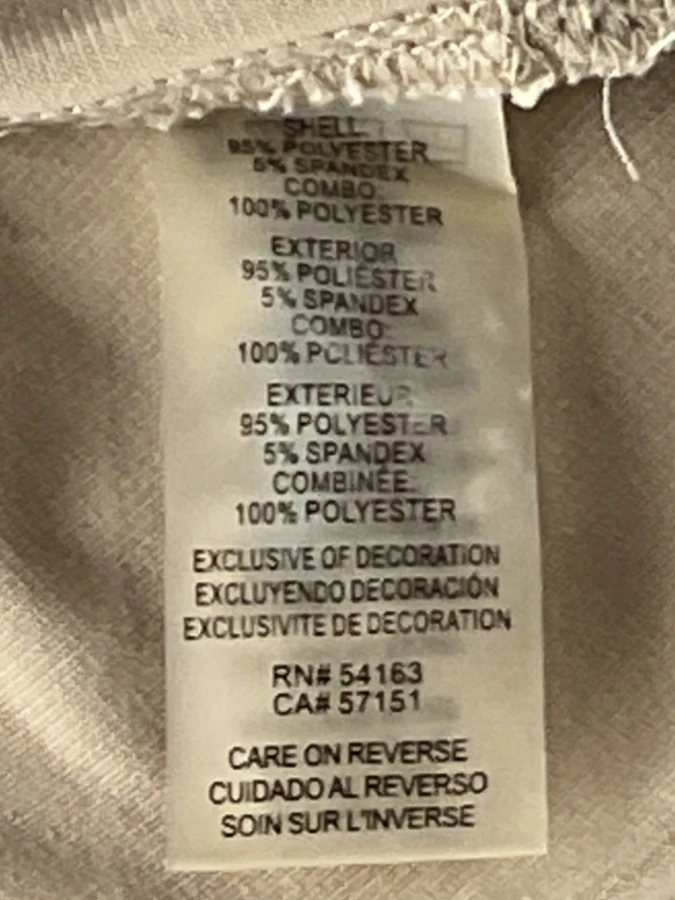 SHELL:
95% POLYESTER
5% SPANDEX
COMBO:
100% POLYESTER
EXTERIOR:
95% POLIÉSTER
5% SPANDEX
COMBO:
100% POLIÉSTER
EXTERIEUR:
95% POLYESTER
5% SPANDEX
COMBINÉE:
100% POLYESTER
EXCLUSIVE OF DECORATION
EXCLUYENDO DECORACIÓN
EXCLUSIVITE DE DECORATION
RN# 54163
CA# 57151
CARE ON REVERSE
CUIDADO AL REVERSO
SOIN SUR L'INVERSE